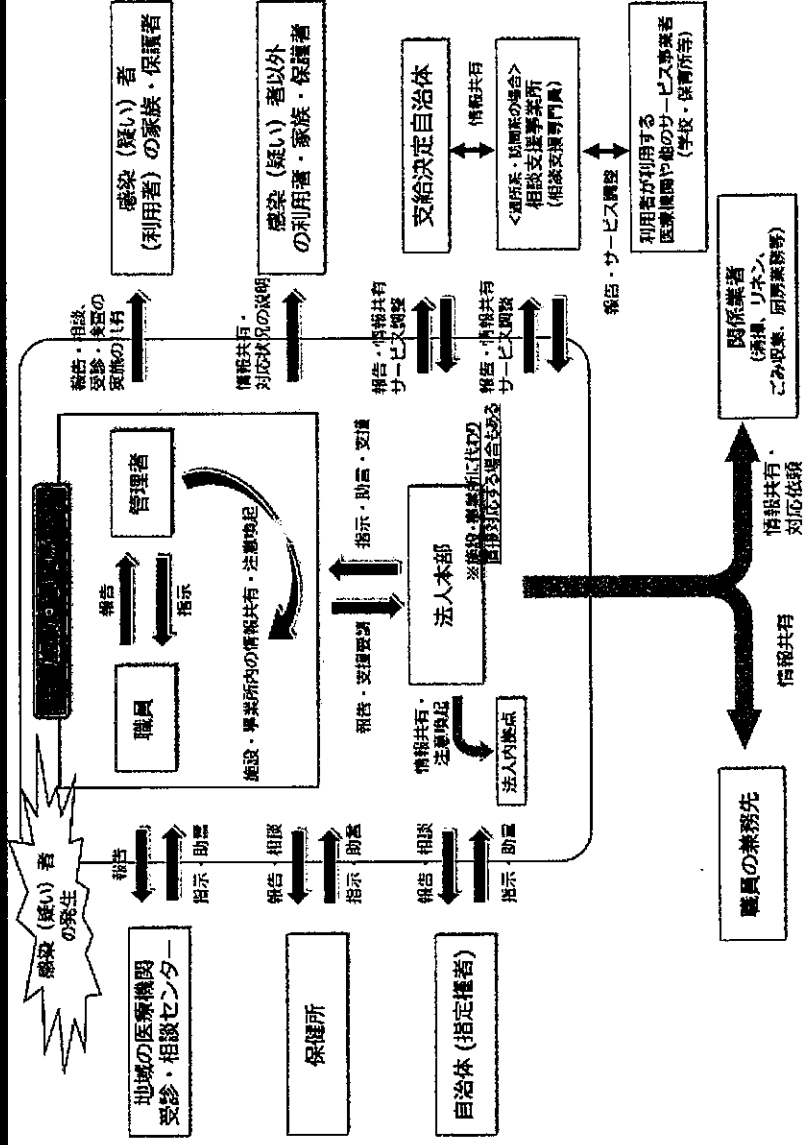 感染（疑い）者
の発生
職員
報告
指示
管理者
施設・事業所内の情報共有・注意喚起
報告・支援要請
指示・助言・支援
法人本部
※施設・事業所に代わり
直接対応する場合もある
情報共有・
注意喚起
法人内拠点
地域の医療機関
受診・相談センター
報告
指示・助言
保健所
報告・相談
指示・助言
自治体（指定権者）
報告・相談
指示・助言
報告・相談、
受診・検査の
実施の共有
感染（疑い）者
（利用者）の家族・保護者
情報共有・
対応状況の説明
感染（疑い）者以外
の利用者・家族・保護者
報告・情報共有
サービス調整
支給決定自治体
情報共有
報告・情報共有
サービス調整
＜通所系・訪問系の場合＞
相談支援事業所
（相談支援専門員）
報告・サービス調整
利用者が利用する
医療機関や他のサービス事業者
（学校・保育所等）
情報共有
職員の兼務先
情報共有・
対応依頼
関係業者
（清掃、リネン、
ごみ収集、厨房業務等）